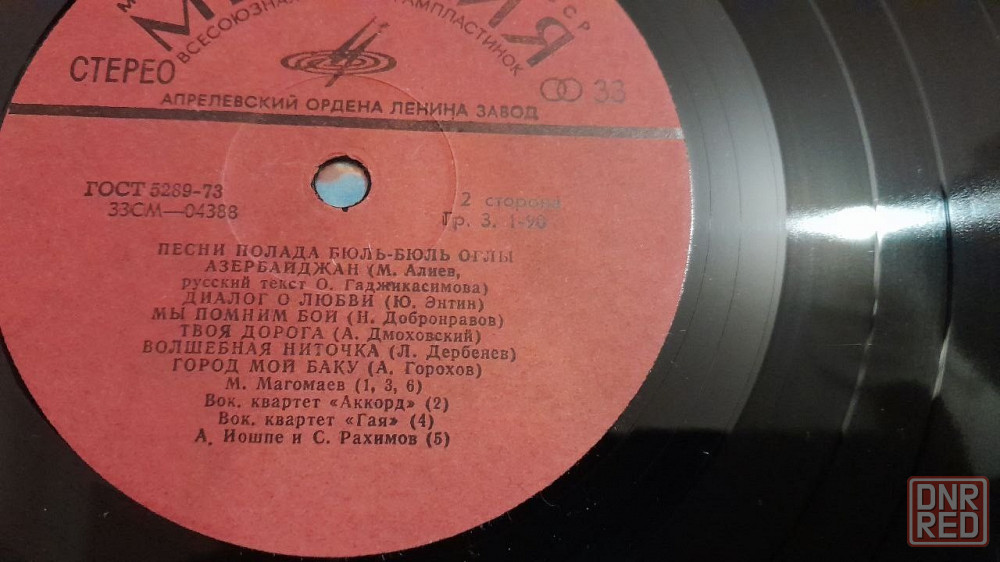 СТЕРЕО
33
АПРЕЛЕВСКИЙ ОРДЕНА ЛЕНИНА ЗАВОД
ГОСТ 5289-73
33СМ—04388
2 сторона
Гр. 3. 1-90
ПЕСНИ ПОЛАДА БЮЛЬ-БЮЛЬ ОГЛЫ
АЗЕРБАЙДЖАН (М. Алиев,
русский текст О. Гаджикасимова)
ДИАЛОГ О ЛЮБВИ (Ю. Энтин)
МЫ ПОМНИМ БОИ (Н. Добронравов)
ТВОЯ ДОРОГА (А. Дмоховский)
ВОЛШЕБНАЯ НИТОЧКА (Л. Дербенев)
ГОРОД МОЙ БАКУ (А. Горохов)
М. Магомаев (1, 3, 6)
Вок. квартет «Аккорд» (2)
Вок. квартет «Гая» (4)
А. Иошпе и С. Рахимов (5)
DNR
RED